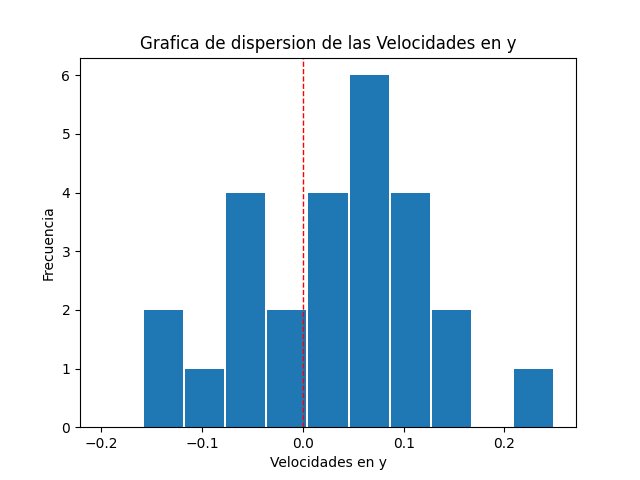 Grafica de dispersion de las Velocidades en y
6
5
4
3
2
1
0
Frecuencia
−0.2 −0.1 0.0 0.1 0.2
Velocidades en y